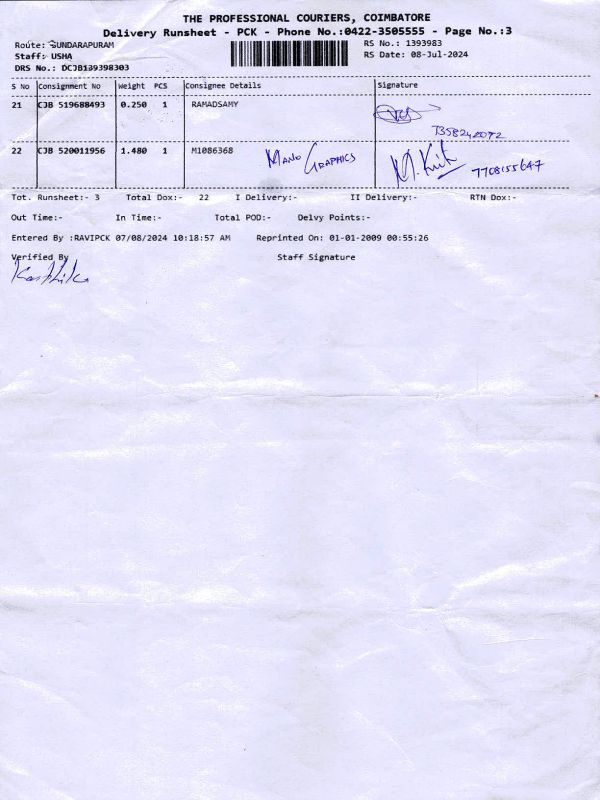 THE PROFESSIONAL COURIERS, COIMBATORE
Delivery Runsheet - PCK - Phone No.:0422-3505555 - Page No.:3
Route: SUNDARAPURAM RS No.: 1393983
Staff: USHA RS Date: 08-Jul-2024
DRS No.: DCJB139398303
S No Consignment No Weight PCS Consignee Details Signature
21 CJB 519688493 0.250 1 RAMADSAMY
22 CJB 520011956 1.480 1 M1086368 MANO GRAPHICS 7708155647
Tot. Runsheet:- 3 Total Dox:- 22 I Delivery:- II Delivery:- RTN Dox:-
Out Time:- In Time:- Total POD:- Delvy Points:-
Entered By :RAVIPCK 07/08/2024 10:18:57 AM Reprinted On: 01-01-2009 00:55:26
Verified By Staff Signature